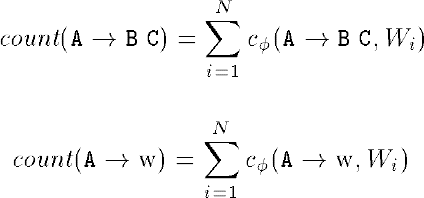 count(A → B C) = ∑_{i=1}^{N} c_ϕ(A → B C, W_i)
count(A → w) = ∑_{i=1}^{N} c_ϕ(A → w, W_i)